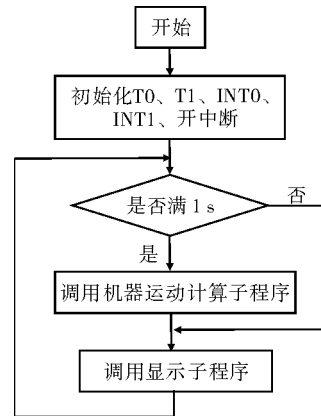 开始
初始化T0、T1、INT0、
INT1、开中断
是否满1s
否
是
调用机器运动计算子程序
调用显示子程序